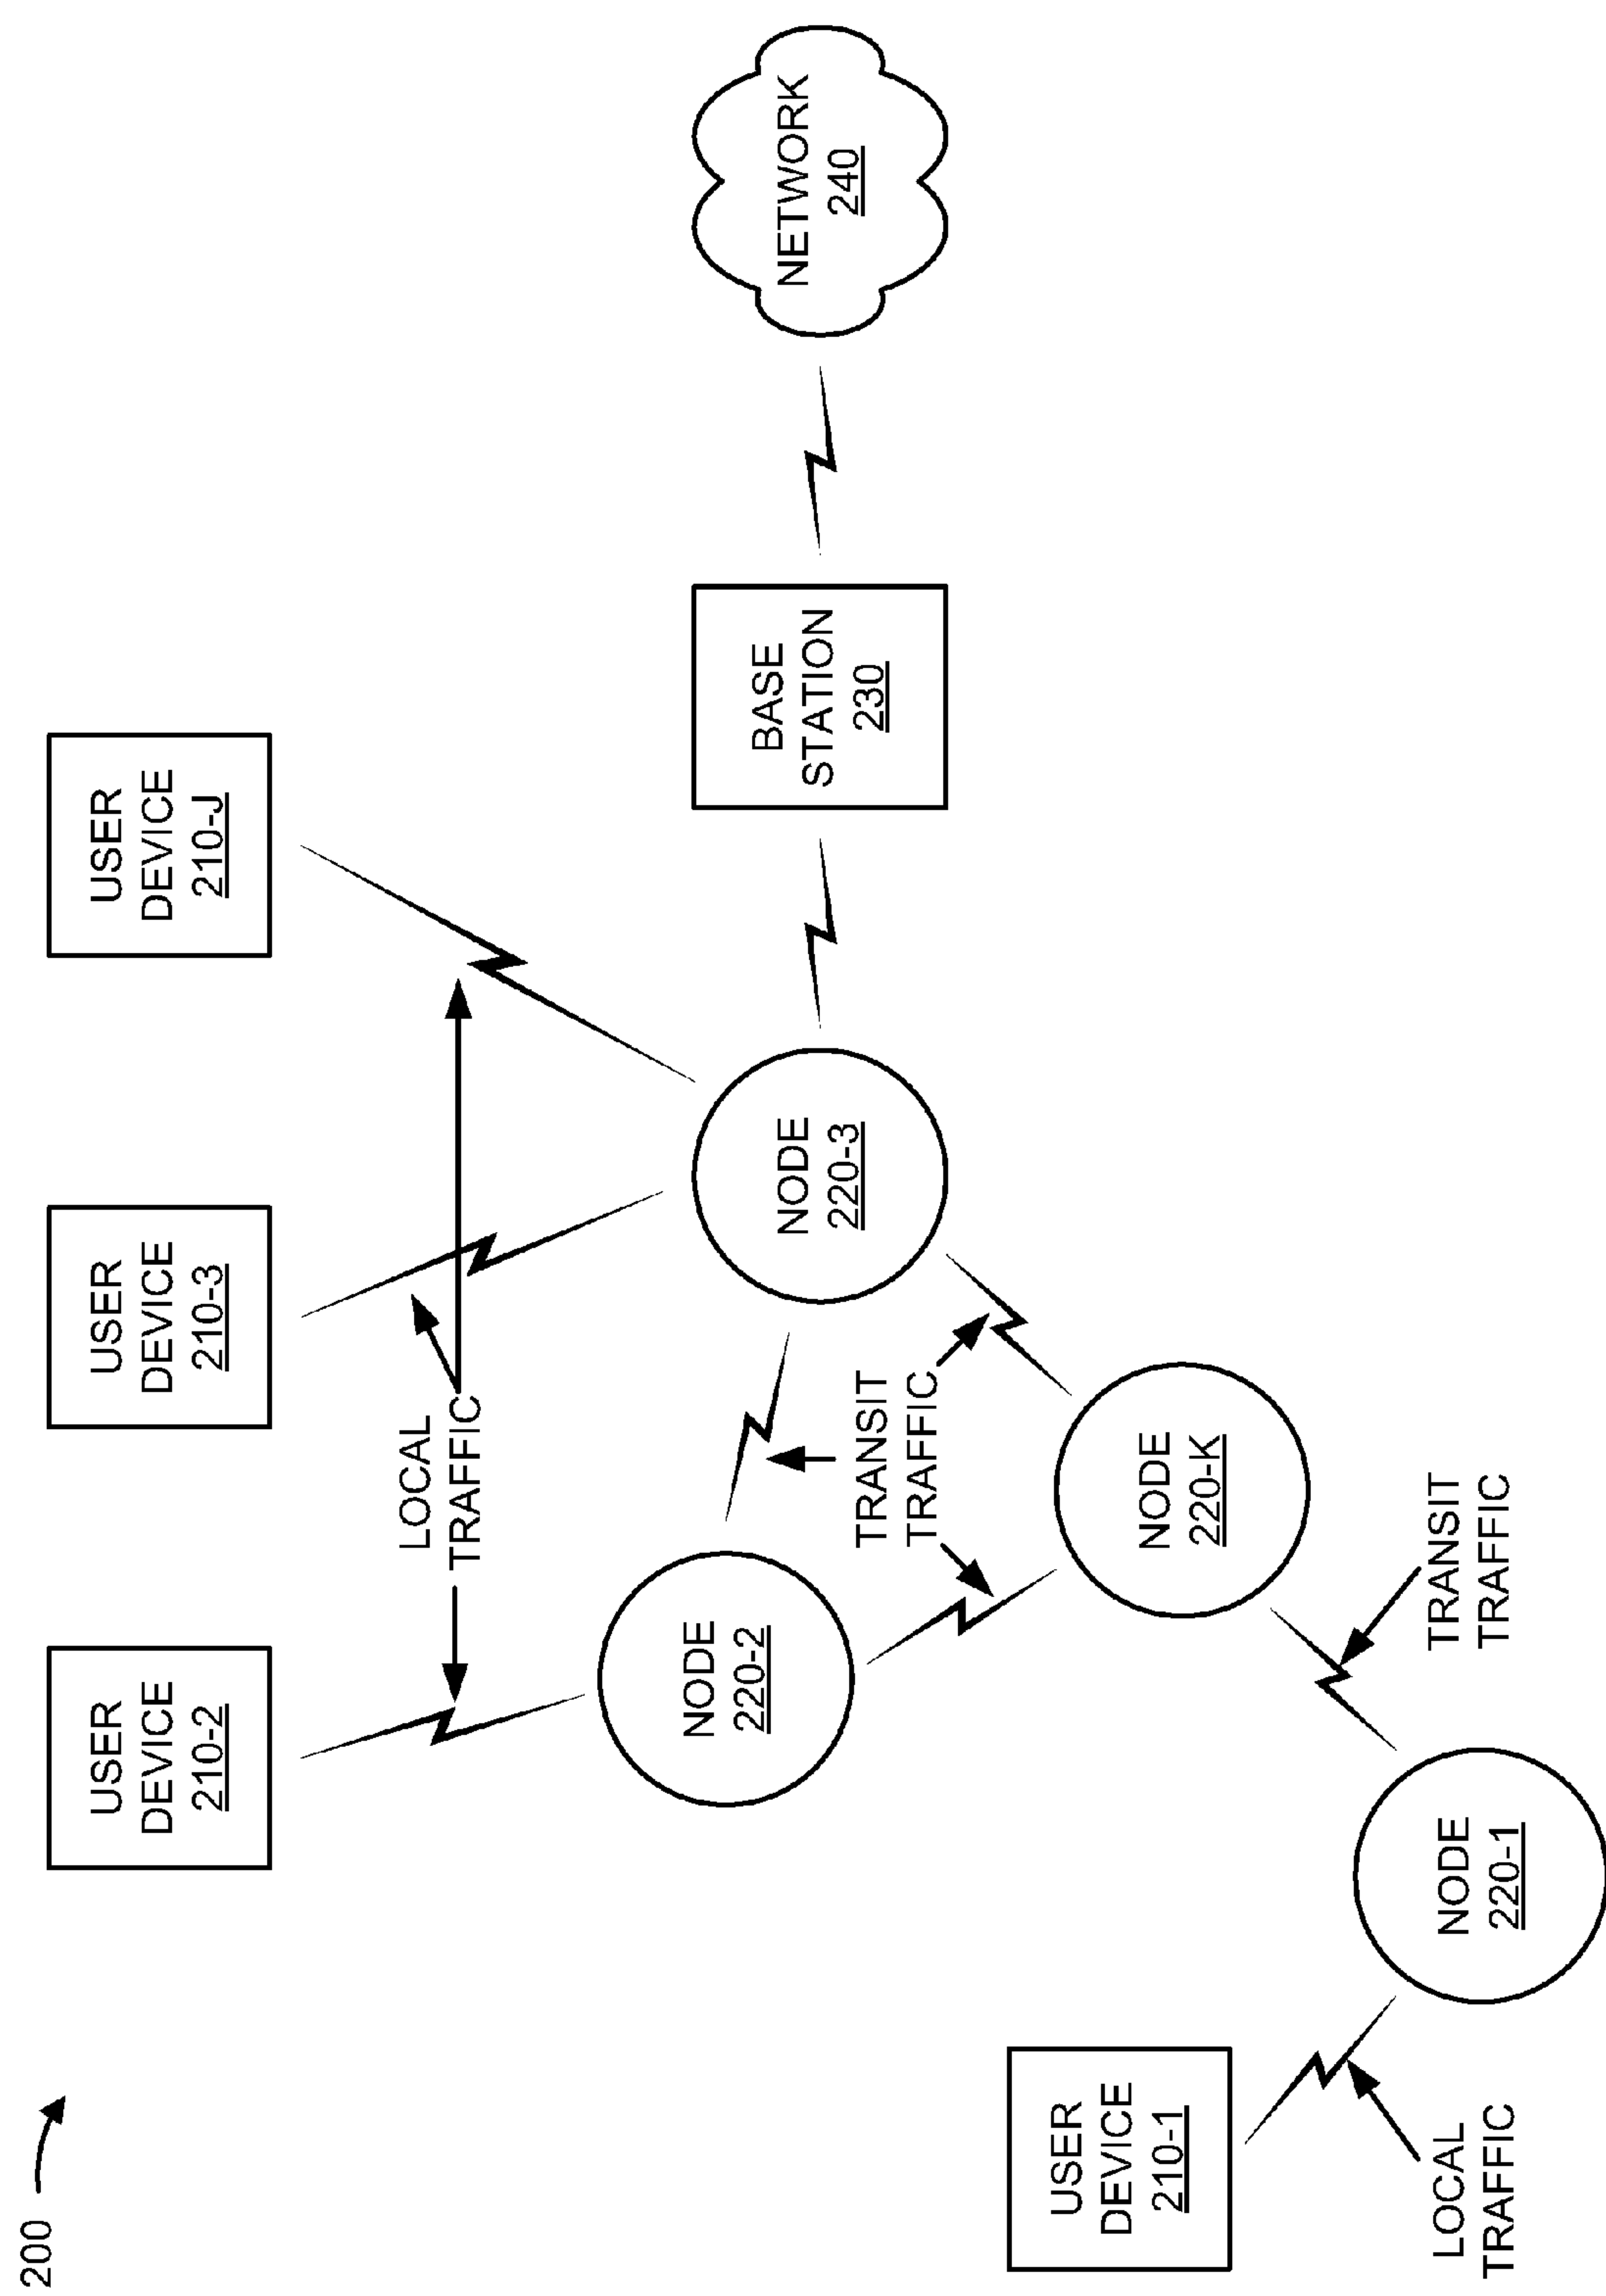 200
USER
DEVICE
210-2
USER
DEVICE
210-3
USER
DEVICE
210-J
LOCAL
TRAFFIC
NODE
220-2
NODE
220-3
BASE
STATION
230
NETWORK
240
TRANSIT
TRAFFIC
USER
DEVICE
210-1
NODE
220-K
LOCAL
TRAFFIC
NODE
220-1
TRANSIT
TRAFFIC